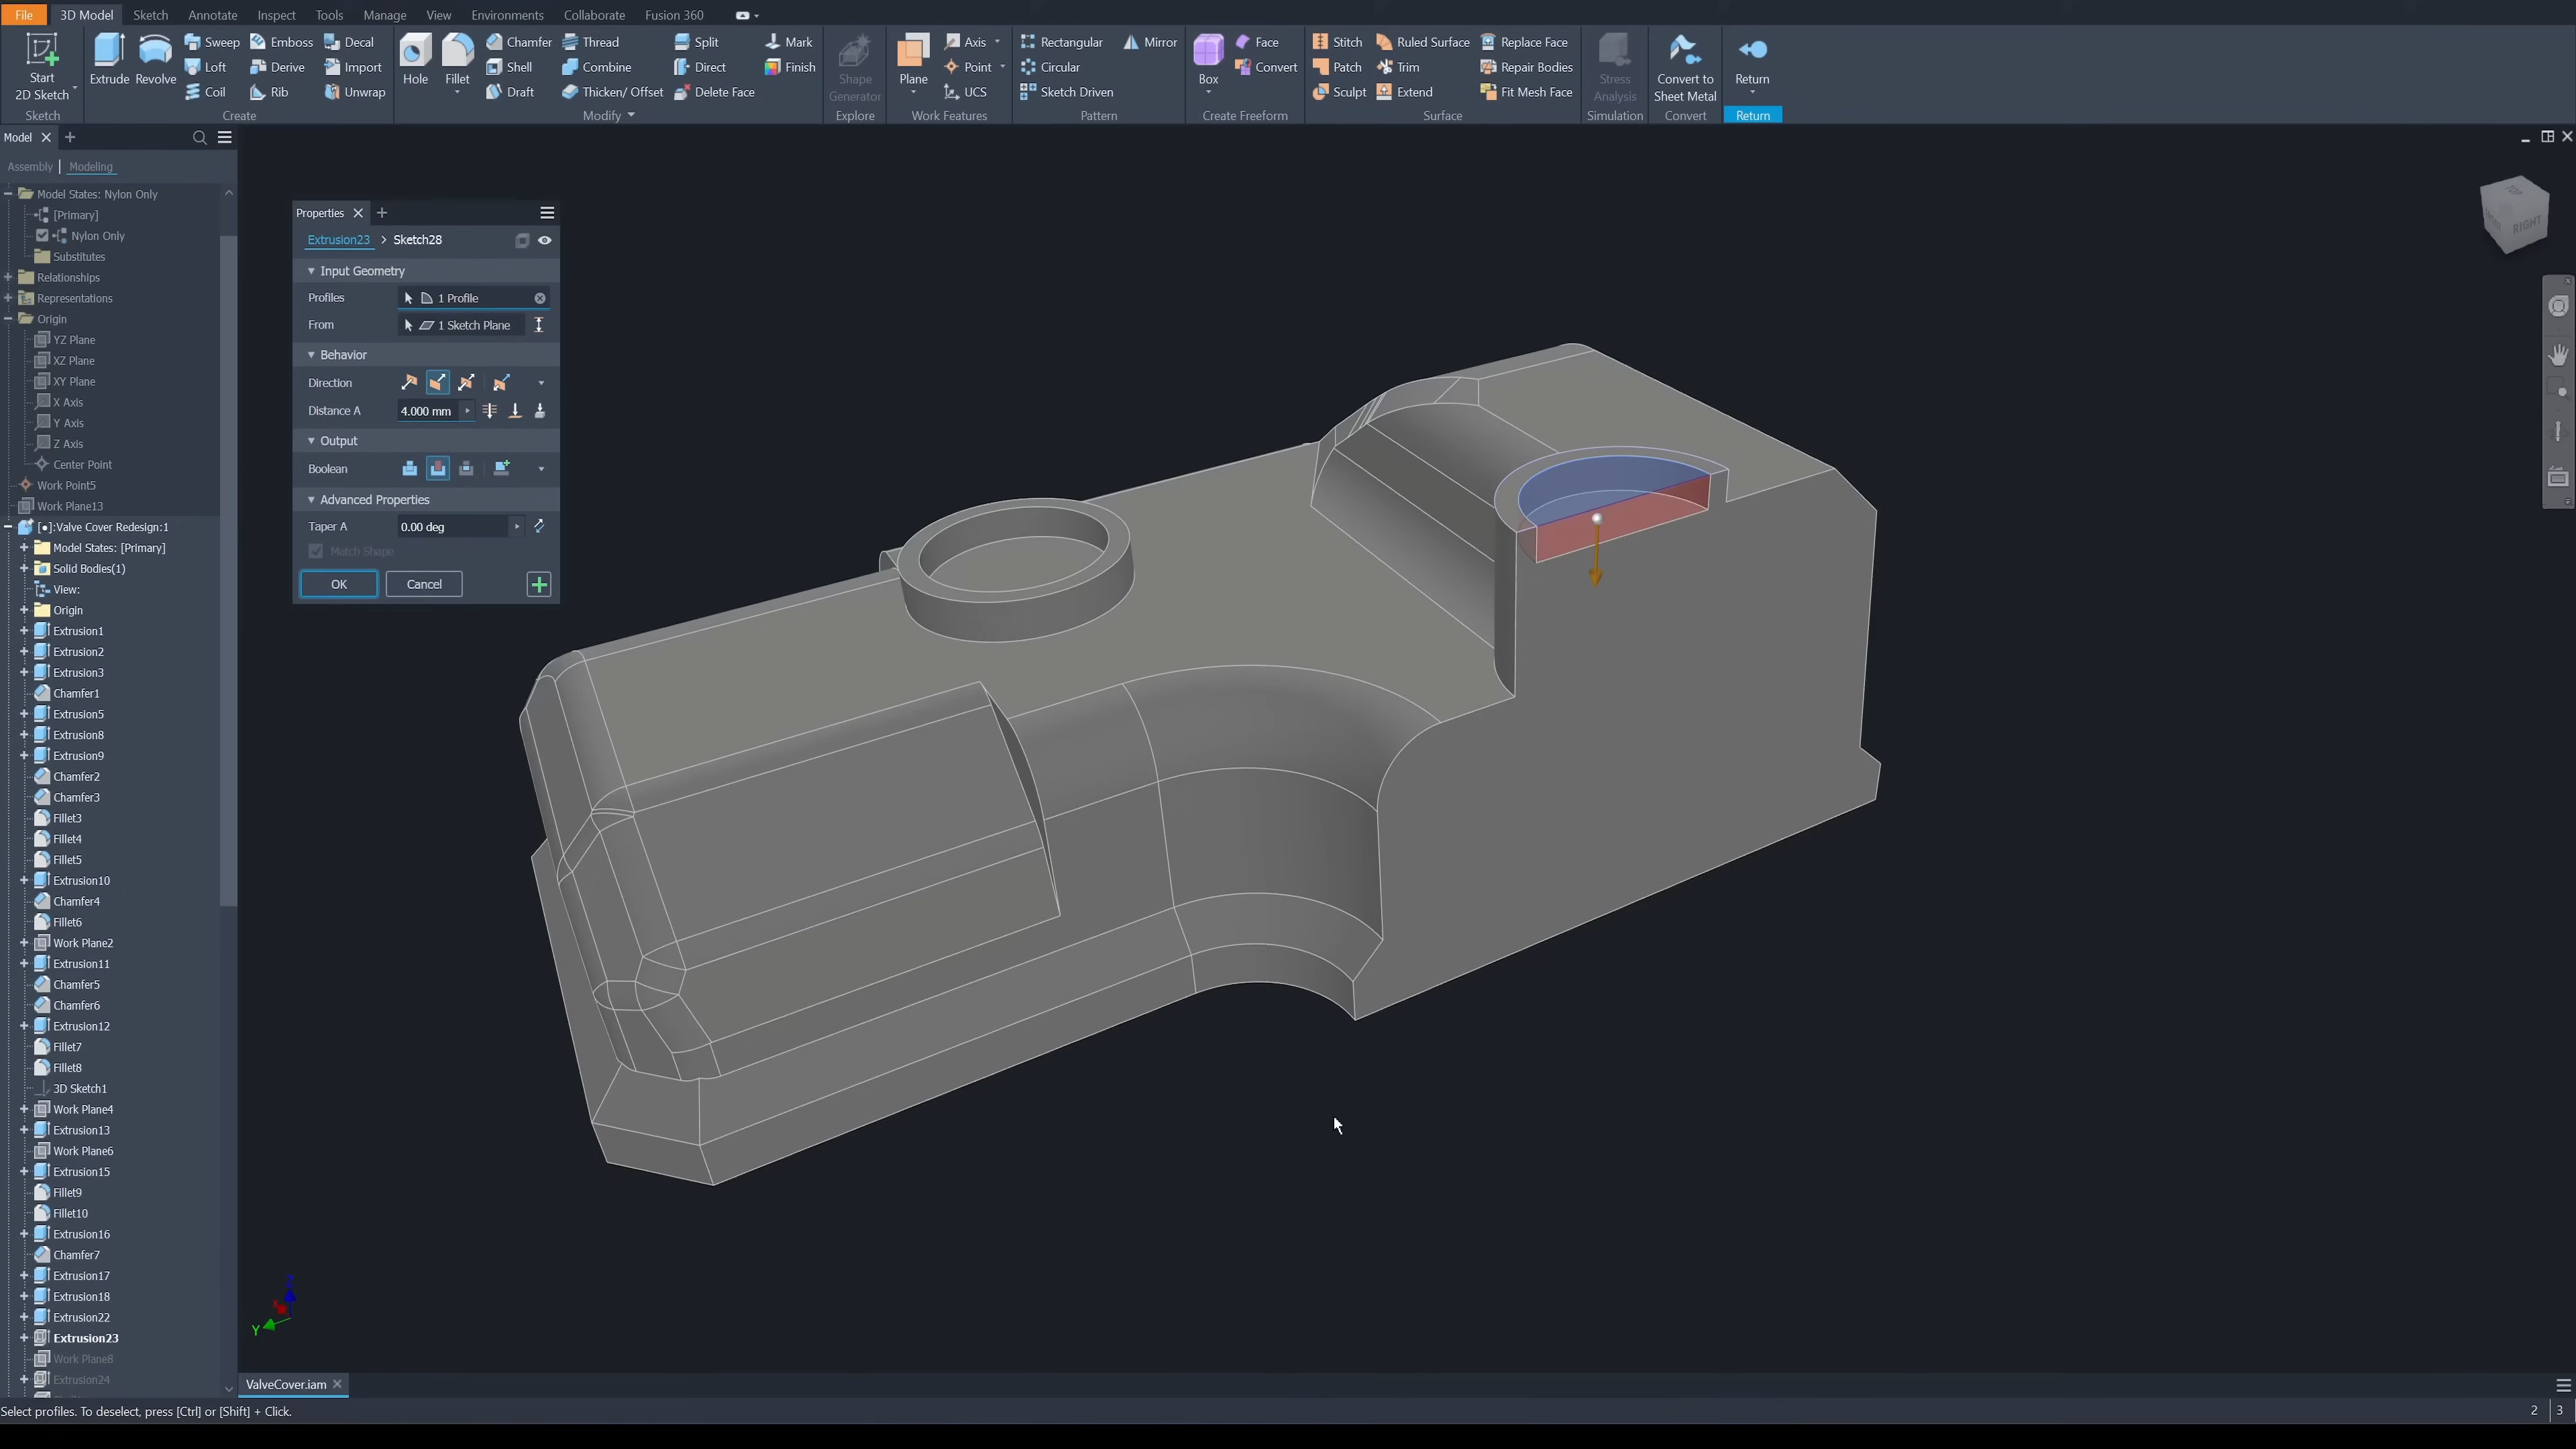 File 3D Model Sketch Annotate Inspect Tools Manage View Environments Collaborate Fusion 360
Start
2D Sketch
Sketch
Extrude Revolve
Sweep Emboss Decal
Loft Derive Import
Coil Rib Unwrap
Create
Hole Fillet
Chamfer Thread Split Mark
Shell Combine Direct Finish
Draft Thicken/ Offset Delete Face
Modify
Shape
Generator
Explore
Plane
Axis
Point
UCS
Work Features
Rectangular Mirror
Circular
Sketch Driven
Pattern
Box
Face
Convert
Create Freeform
Stitch Ruled Surface Replace Face
Patch Trim Repair Bodies
Sculpt Extend Fit Mesh Face
Surface
Stress
Analysis
Simulation
Convert to
Sheet Metal
Convert
Return
Return
Model
Assembly Modeling
Model States: Nylon Only
[Primary]
Nylon Only
Substitutes
Relationships
Representations
Origin
YZ Plane
XZ Plane
XY Plane
X Axis
Y Axis
Z Axis
Center Point
Work Point5
Work Plane13
[●]:Valve Cover Redesign:1
Model States: [Primary]
Solid Bodies(1)
View:
Origin
Extrusion1
Extrusion2
Extrusion3
Chamfer1
Extrusion5
Extrusion8
Extrusion9
Chamfer2
Chamfer3
Fillet3
Fillet4
Fillet5
Extrusion10
Chamfer4
Fillet6
Work Plane2
Extrusion11
Chamfer5
Chamfer6
Extrusion12
Fillet7
Fillet8
3D Sketch1
Work Plane4
Extrusion13
Work Plane6
Extrusion15
Fillet9
Fillet10
Extrusion16
Chamfer7
Extrusion17
Extrusion18
Extrusion22
Extrusion23
Work Plane8
Extrusion24
Properties
Extrusion23 > Sketch28
Input Geometry
Profiles 1 Profile
From 1 Sketch Plane
Behavior
Direction
Distance A 4.000 mm
Output
Boolean
Advanced Properties
Taper A 0.00 deg
Match Shape
OK Cancel
TOP
RIGHT
Z
X
Y
ValveCover.iam
Select profiles. To deselect, press [Ctrl] or [Shift] + Click.
2 3